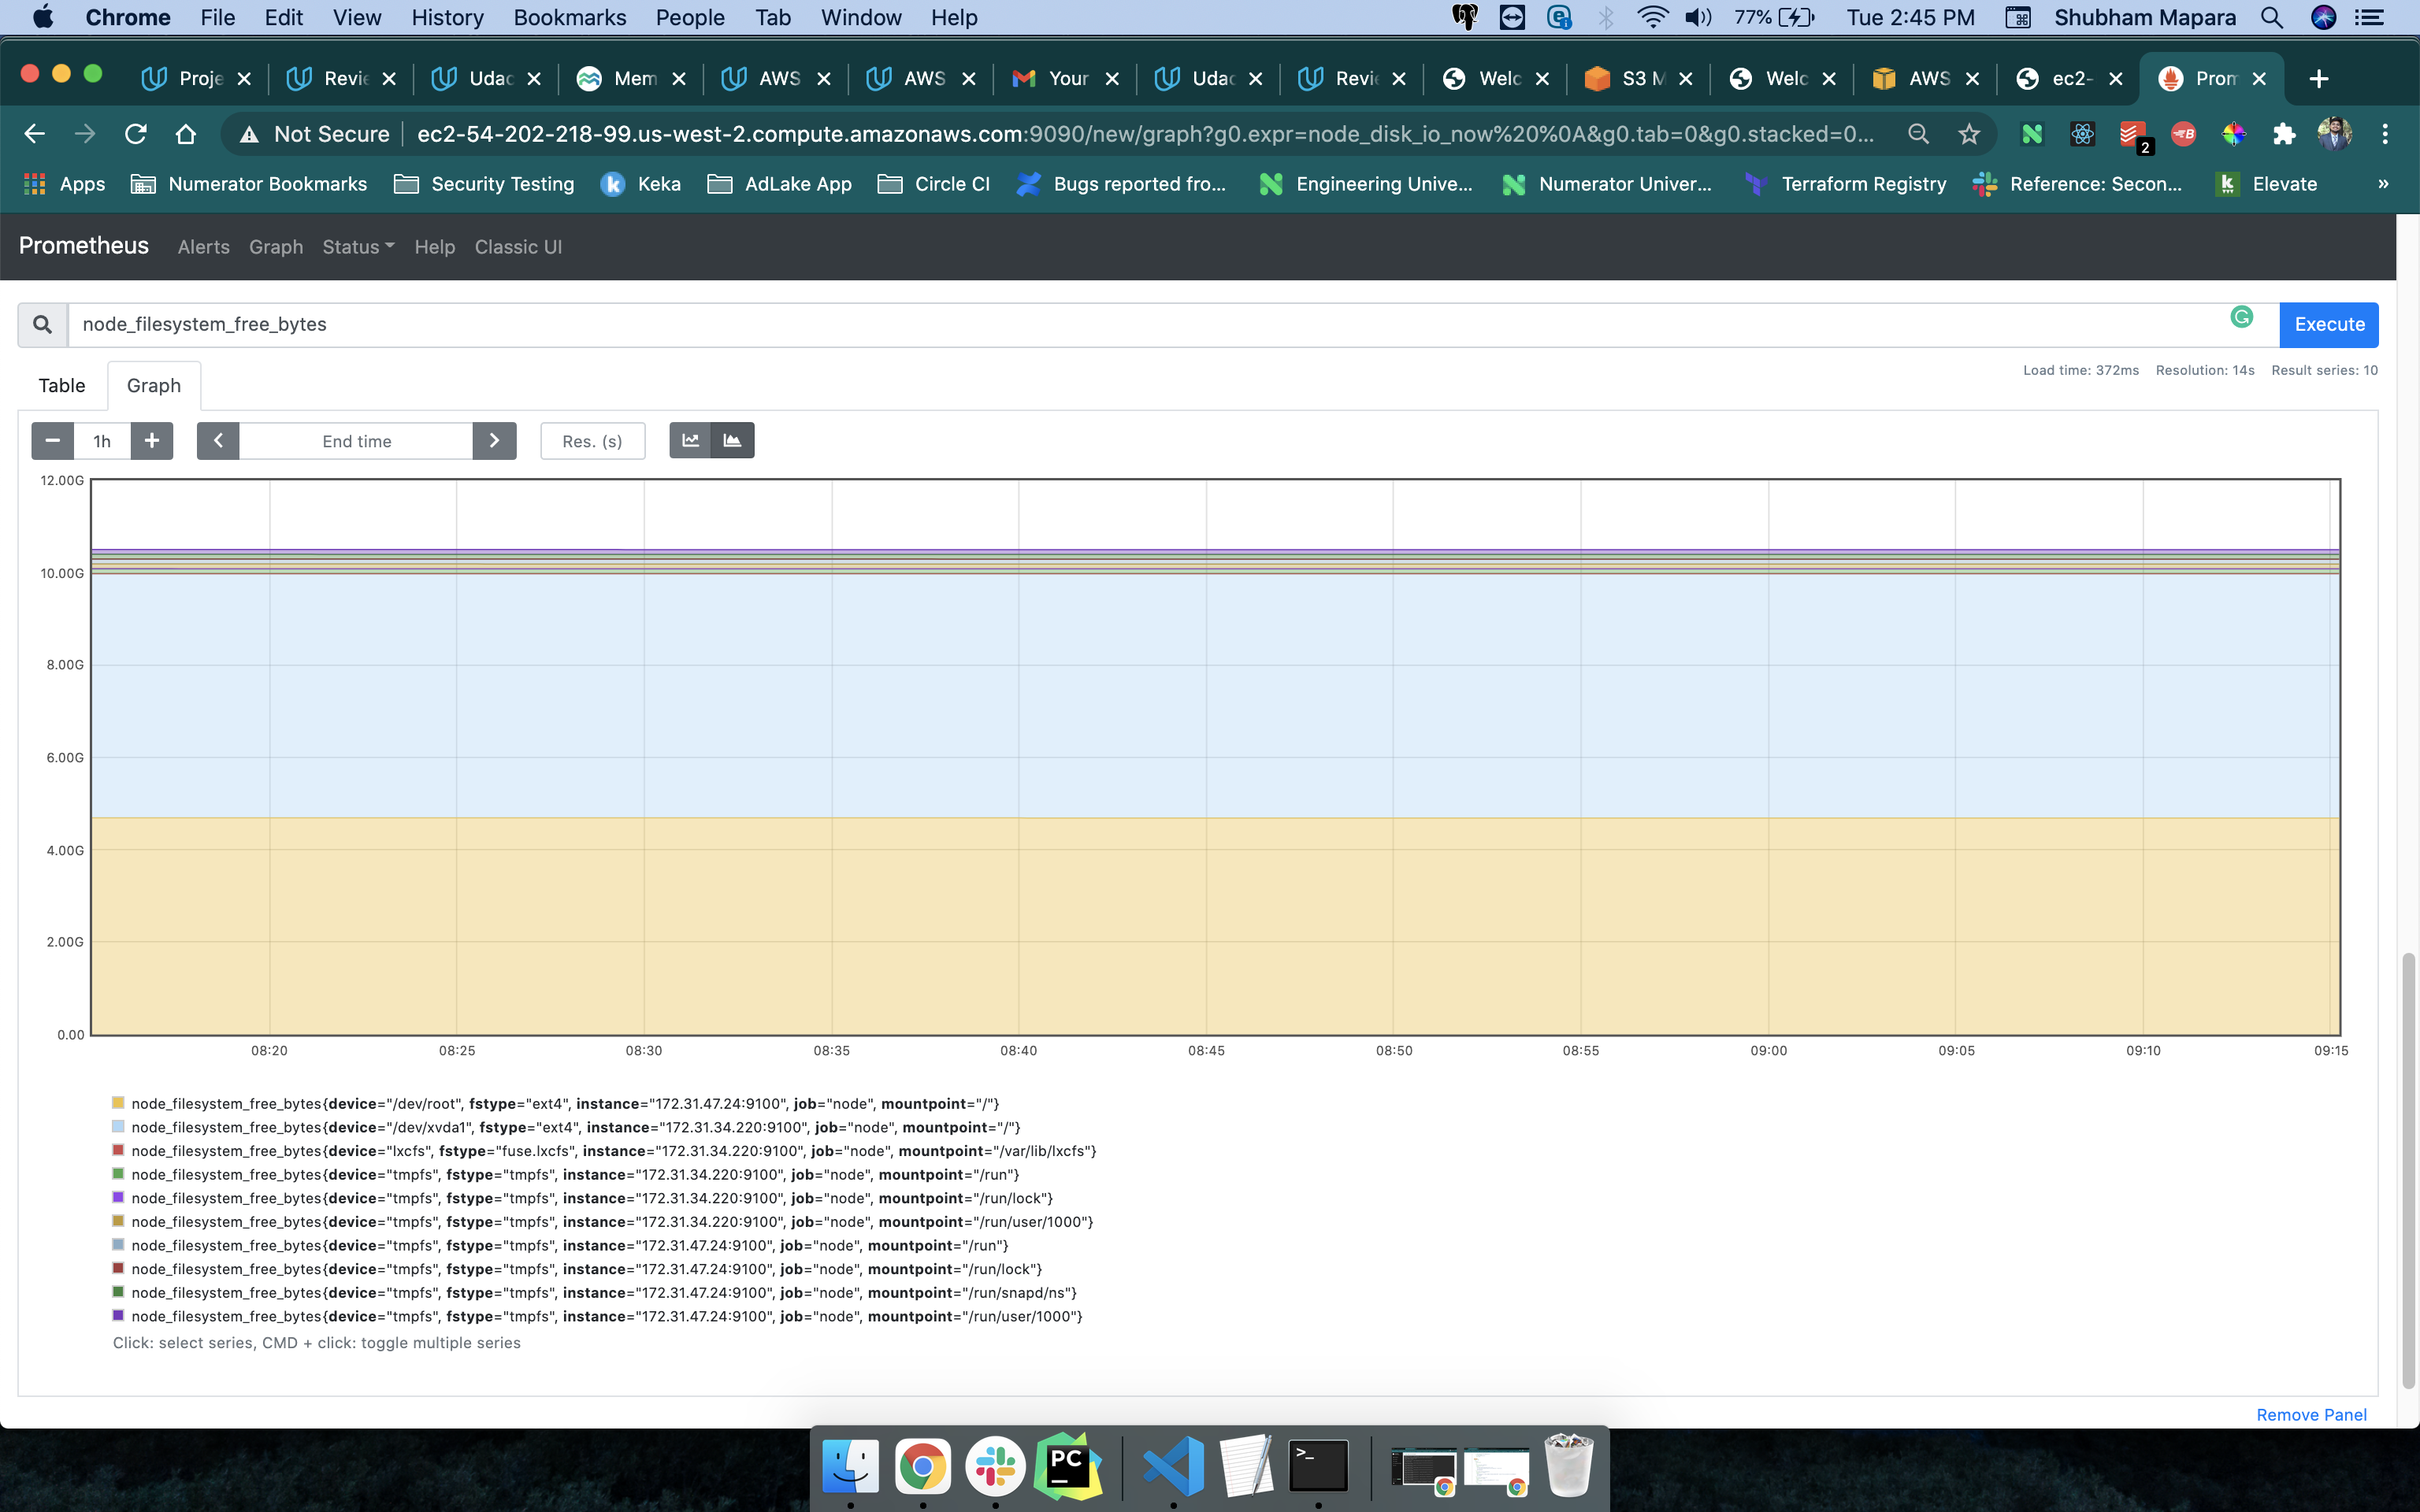 Chrome File Edit View History Bookmarks People Tab Window Help 77% Tue 2:45 PM Shubham Mapara
Proje Revie Udac Mem AWS AWS Your Udac Revie Welc S3 M Welc AWS ec2- Prom
Not Secure ec2-54-202-218-99.us-west-2.compute.amazonaws.com:9090/new/graph?g0.expr=node_disk_io_now%20%0A&g0.tab=0&g0.stacked=0... 2
Apps Numerator Bookmarks Security Testing Keka AdLake App Circle CI Bugs reported fro... Engineering Unive... Numerator Univer... Terraform Registry Reference: Secon... Elevate »
Prometheus Alerts Graph Status Help Classic UI
node_filesystem_free_bytes Execute
Table Graph Load time: 372ms Resolution: 14s Result series: 10
1h End time Res. (s)
12.00G
10.00G
8.00G
6.00G
4.00G
2.00G
0.00
08:20 08:25 08:30 08:35 08:40 08:45 08:50 08:55 09:00 09:05 09:10 09:15
node_filesystem_free_bytes{device="/dev/root", fstype="ext4", instance="172.31.47.24:9100", job="node", mountpoint="/"}
node_filesystem_free_bytes{device="/dev/xvda1", fstype="ext4", instance="172.31.34.220:9100", job="node", mountpoint="/"}
node_filesystem_free_bytes{device="lxcfs", fstype="fuse.lxcfs", instance="172.31.34.220:9100", job="node", mountpoint="/var/lib/lxcfs"}
node_filesystem_free_bytes{device="tmpfs", fstype="tmpfs", instance="172.31.34.220:9100", job="node", mountpoint="/run"}
node_filesystem_free_bytes{device="tmpfs", fstype="tmpfs", instance="172.31.34.220:9100", job="node", mountpoint="/run/lock"}
node_filesystem_free_bytes{device="tmpfs", fstype="tmpfs", instance="172.31.34.220:9100", job="node", mountpoint="/run/user/1000"}
node_filesystem_free_bytes{device="tmpfs", fstype="tmpfs", instance="172.31.47.24:9100", job="node", mountpoint="/run"}
node_filesystem_free_bytes{device="tmpfs", fstype="tmpfs", instance="172.31.47.24:9100", job="node", mountpoint="/run/lock"}
node_filesystem_free_bytes{device="tmpfs", fstype="tmpfs", instance="172.31.47.24:9100", job="node", mountpoint="/run/snapd/ns"}
node_filesystem_free_bytes{device="tmpfs", fstype="tmpfs", instance="172.31.47.24:9100", job="node", mountpoint="/run/user/1000"}
Click: select series, CMD + click: toggle multiple series
Remove Panel
PC